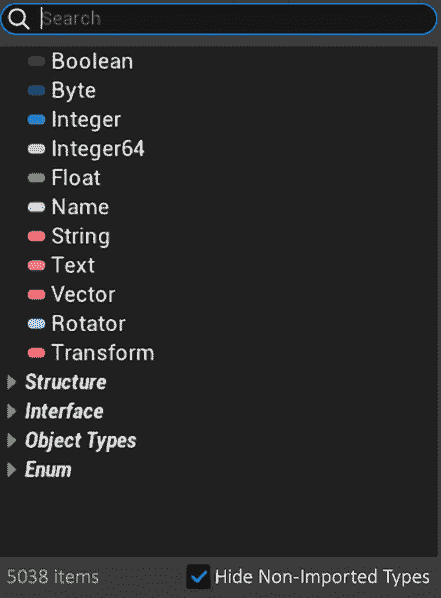 Search
Boolean
Byte
Integer
Integer64
Float
Name
String
Text
Vector
Rotator
Transform
Structure
Interface
Object Types
Enum
5038 items Hide Non-Imported Types